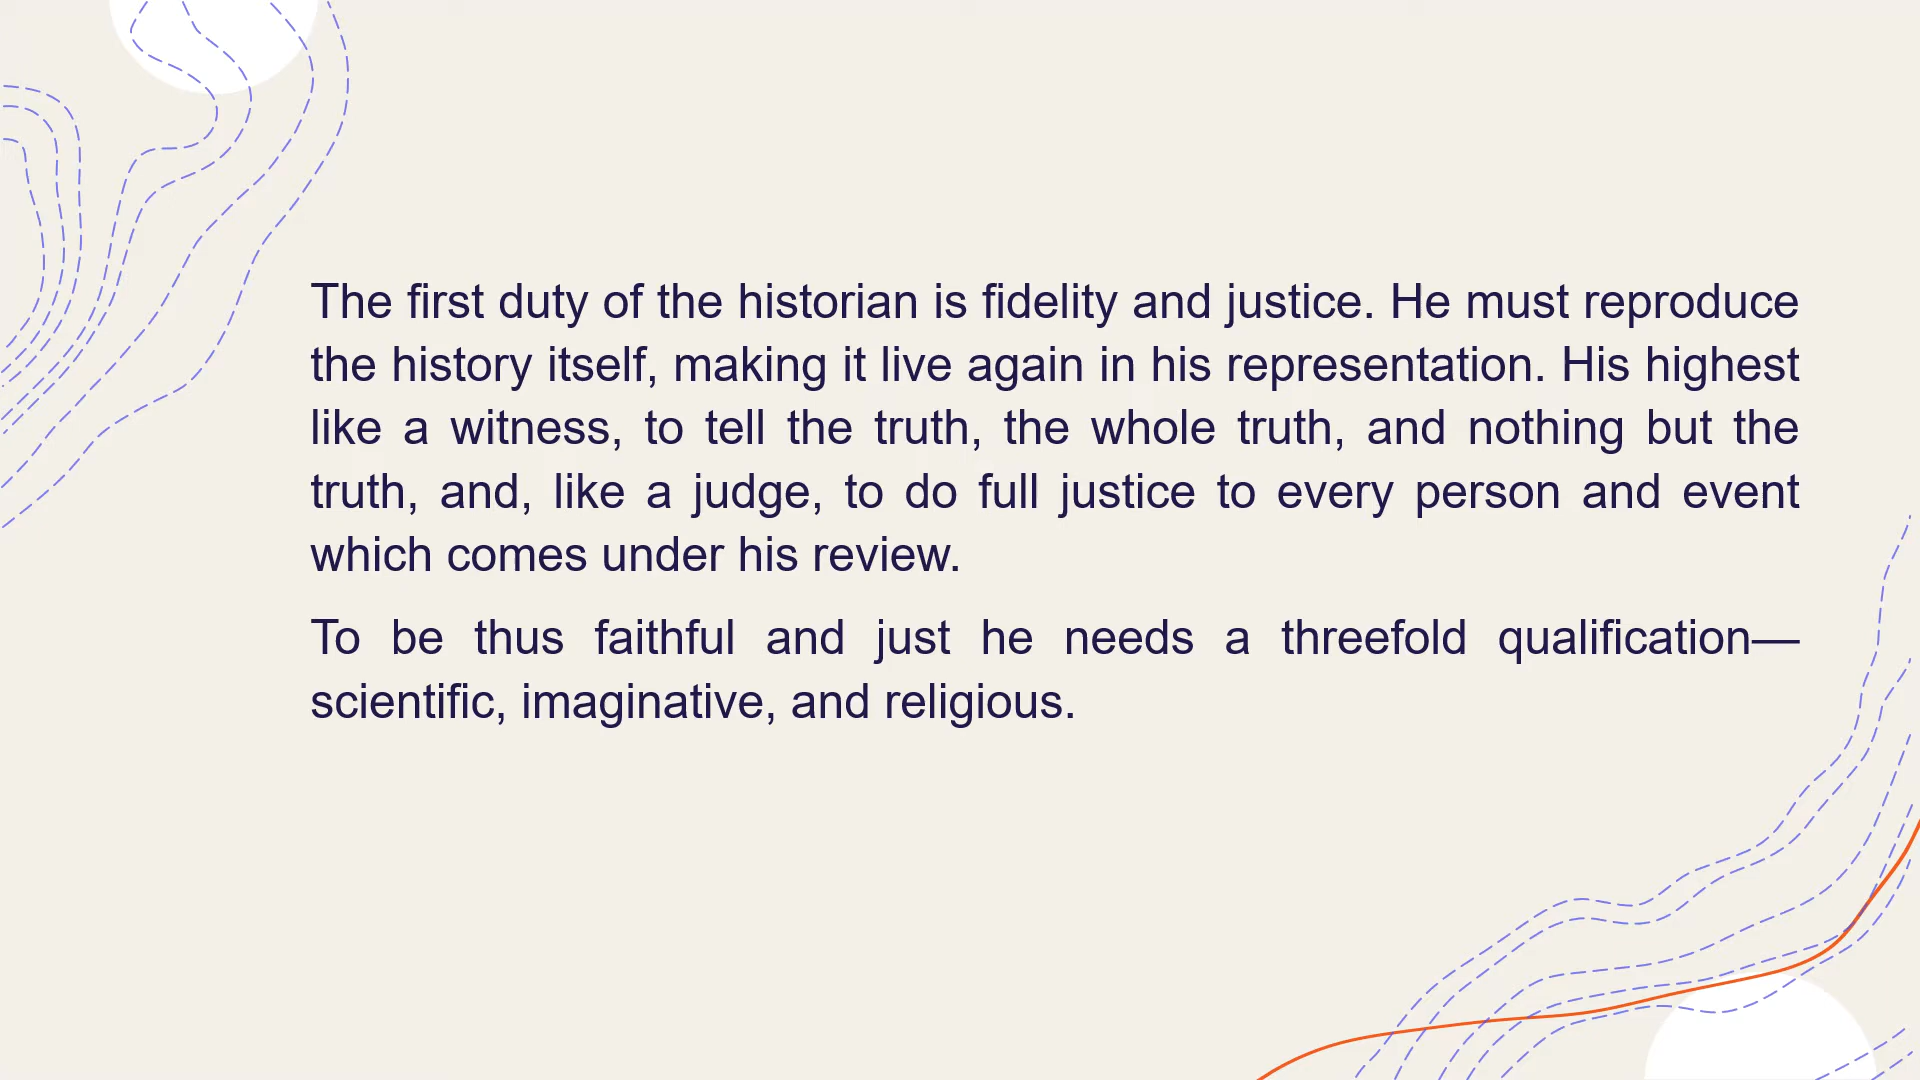 The first duty of the historian is fidelity and justice. He must reproduce
the history itself, making it live again in his representation. His highest
like a witness, to tell the truth, the whole truth, and nothing but the
truth, and, like a judge, to do full justice to every person and event
which comes under his review.
To be thus faithful and just he needs a threefold qualification—
scientific, imaginative, and religious.